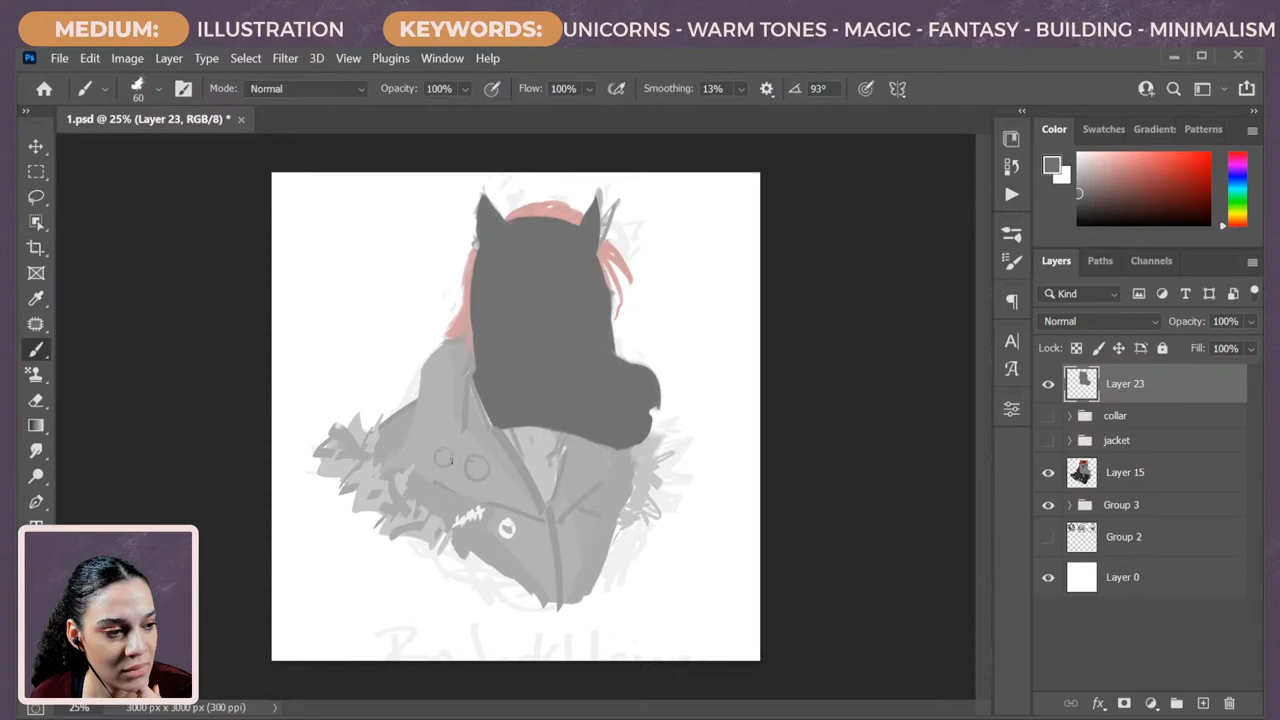 MEDIUM: ILLUSTRATION KEYWORDS: UNICORNS - WARM TONES - MAGIC - FANTASY - BUILDING - MINIMALISM
Ps File Edit Image Layer Type Select Filter 3D View Plugins Window Help
60 Mode: Normal Opacity: 100% Flow: 100% Smoothing: 13% 93°
1.psd @ 25% (Layer 23, RGB/8) *
Color Swatches Gradient: Patterns
Layers Paths Channels
Kind
Normal Opacity: 100%
Lock: Fill: 100%
Layer 23
collar
jacket
Layer 15
Group 3
Group 2
Layer 0
25% 3000 px x 3000 px (300 ppi)